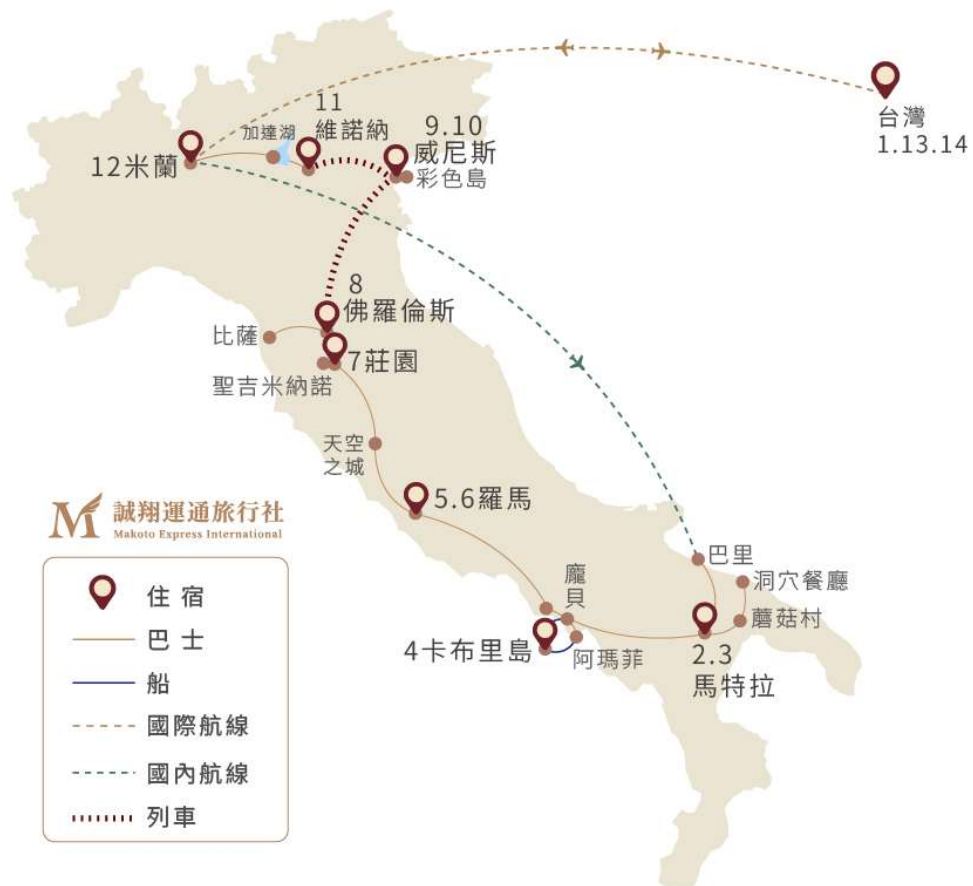 台灣
1.13.14
11
維諾納
加達湖
9.10
威尼斯
彩色島
12米蘭
8
佛羅倫斯
比薩
7莊園
聖吉米納諾
天空
之城
5.6羅馬
巴里
洞穴餐廳
蘑菇村
龐
貝
4卡布里島
阿瑪菲
2.3
馬特拉
M 誠翔運通旅行社
Makoto Express International
住宿
巴士
船
國際航線
國內航線
列車